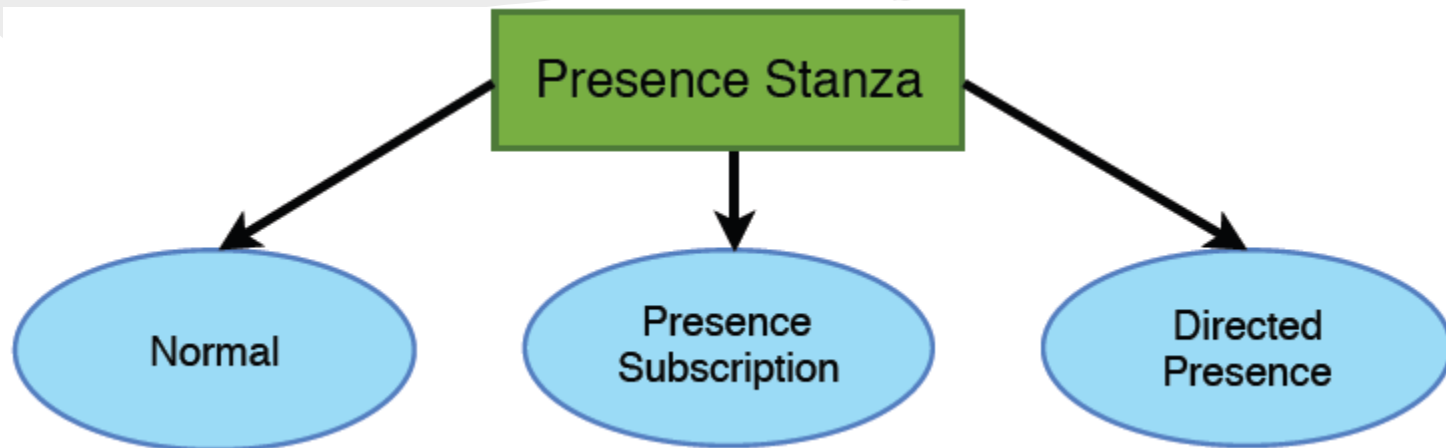 Presence Stanza
Normal
Presence
Subscription
Directed
Presence